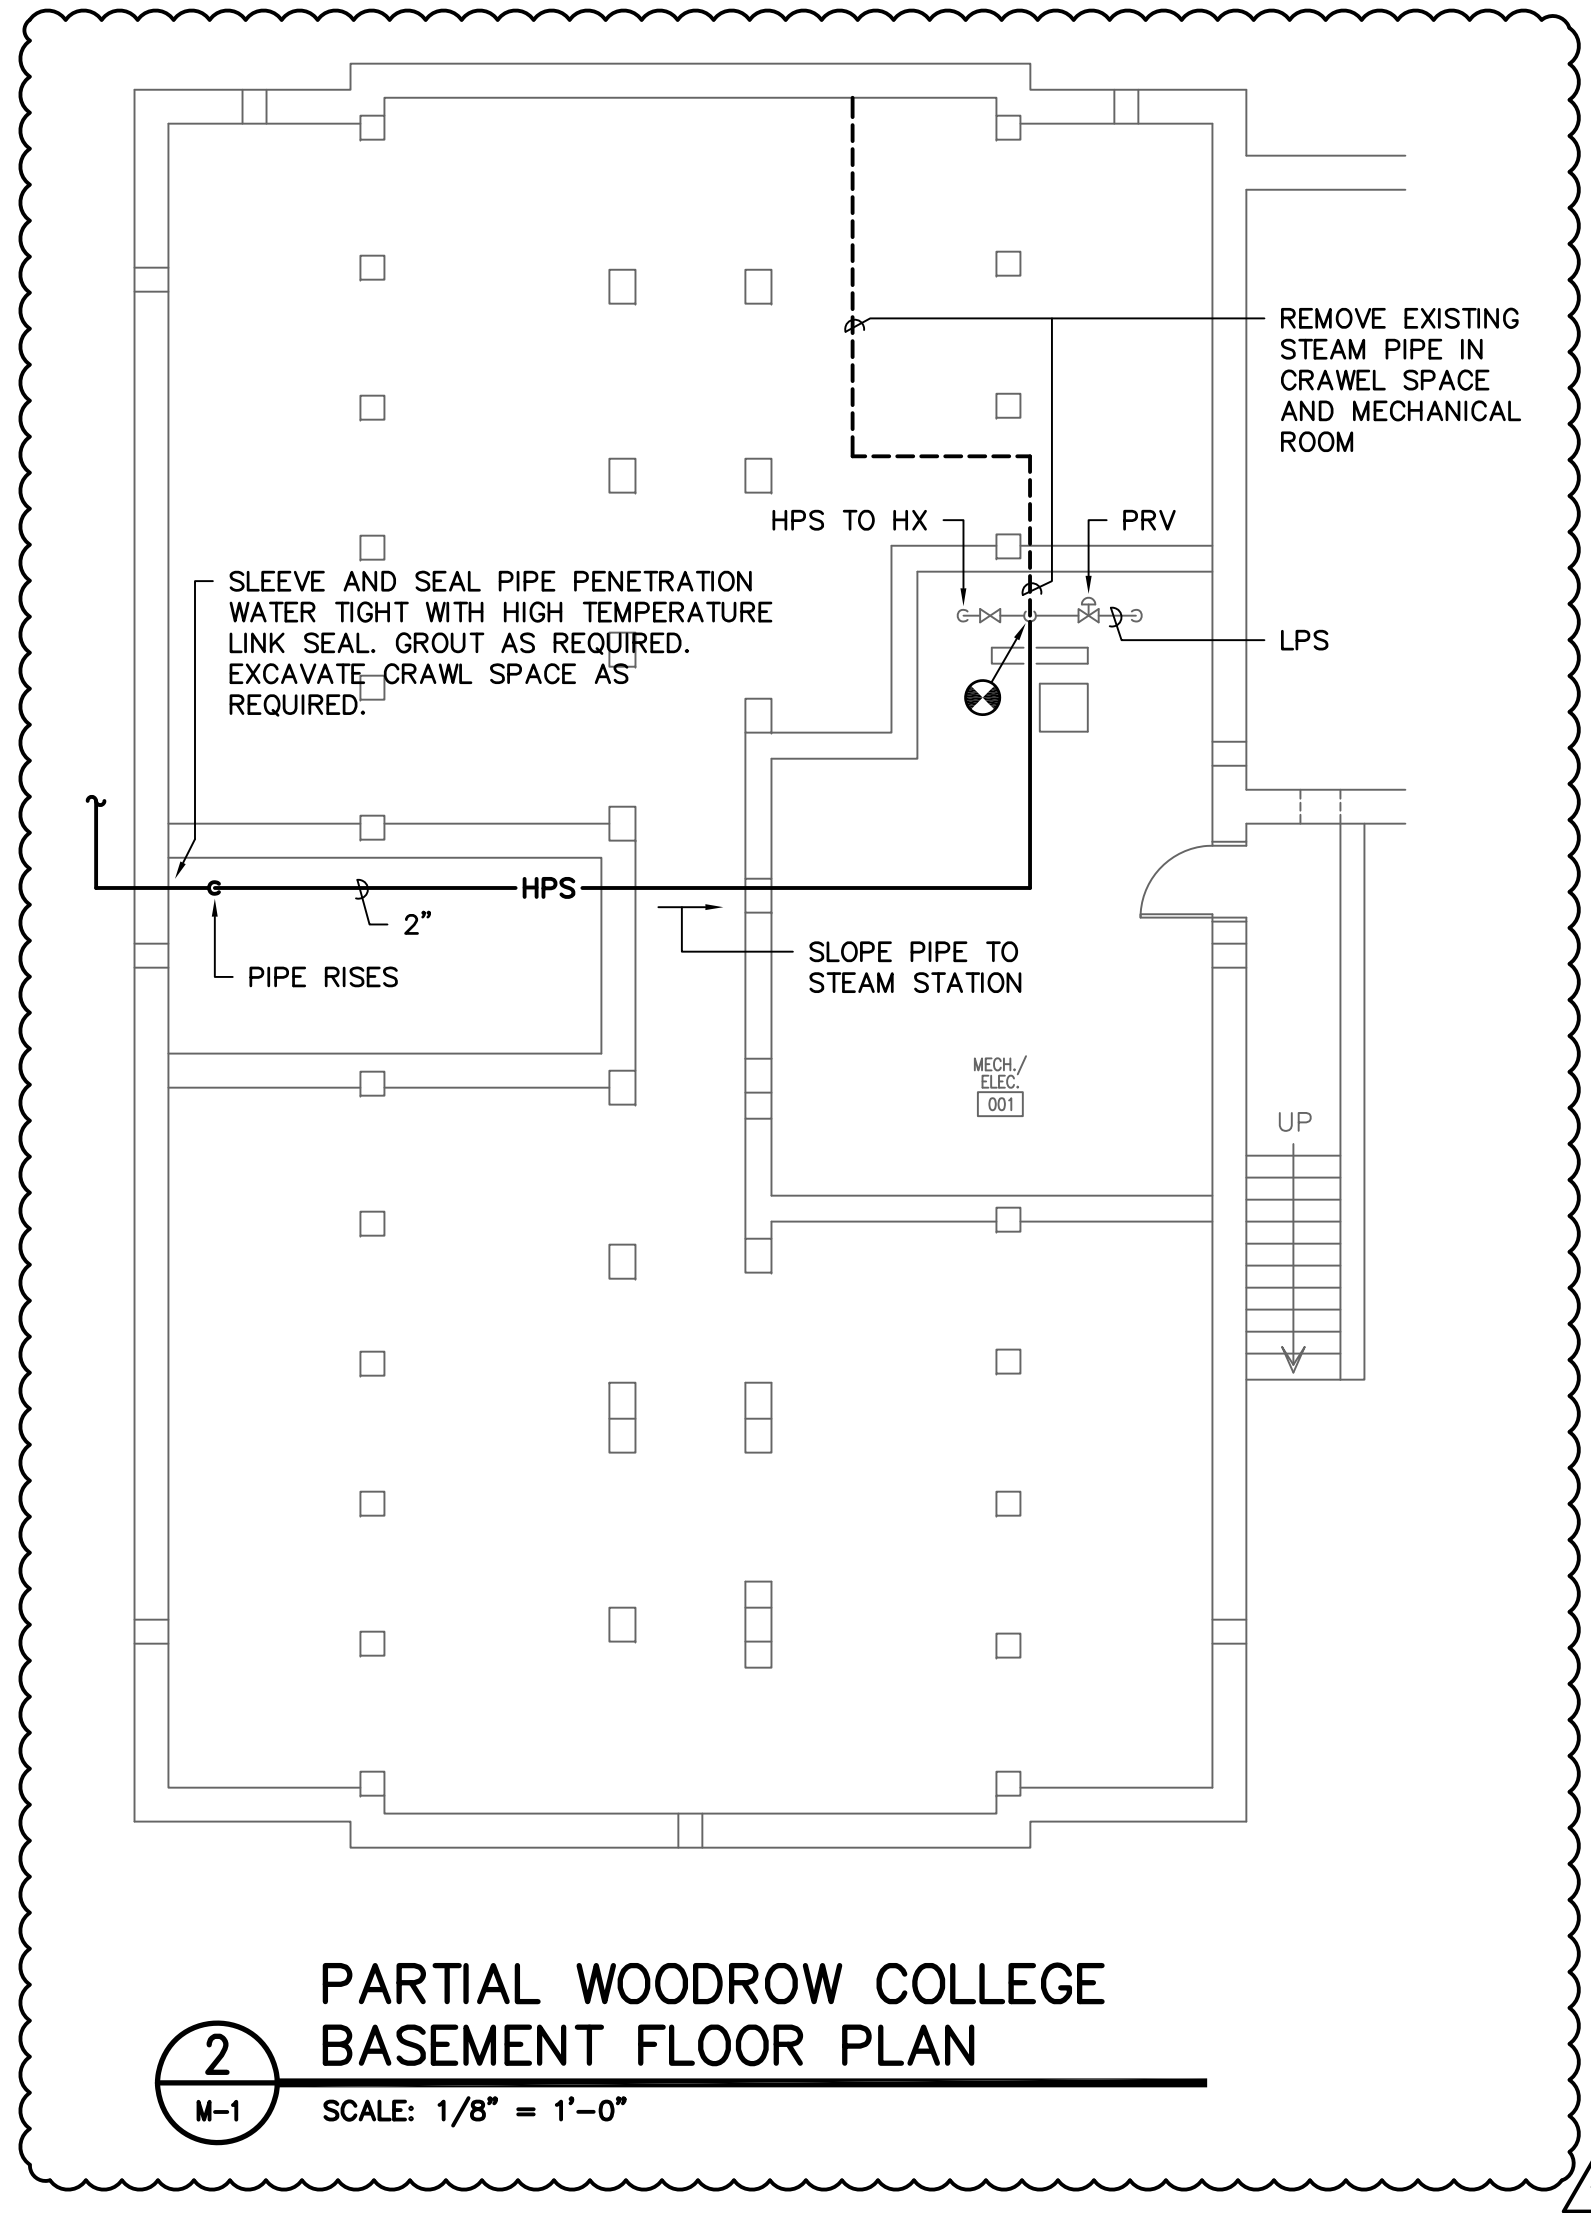 REMOVE EXISTING
STEAM PIPE IN
CRAWEL SPACE
AND MECHANICAL
ROOM
HPS TO HX
PRV
SLEEVE AND SEAL PIPE PENETRATION
WATER TIGHT WITH HIGH TEMPERATURE
LINK SEAL. GROUT AS REQUIRED.
EXCAVATE CRAWL SPACE AS
REQUIRED.
LPS
HPS
2"
PIPE RISES
SLOPE PIPE TO
STEAM STATION
MECH./
ELEC.
001
UP
PARTIAL WOODROW COLLEGE
BASEMENT FLOOR PLAN
2
M-1
SCALE: 1/8" = 1'-0"